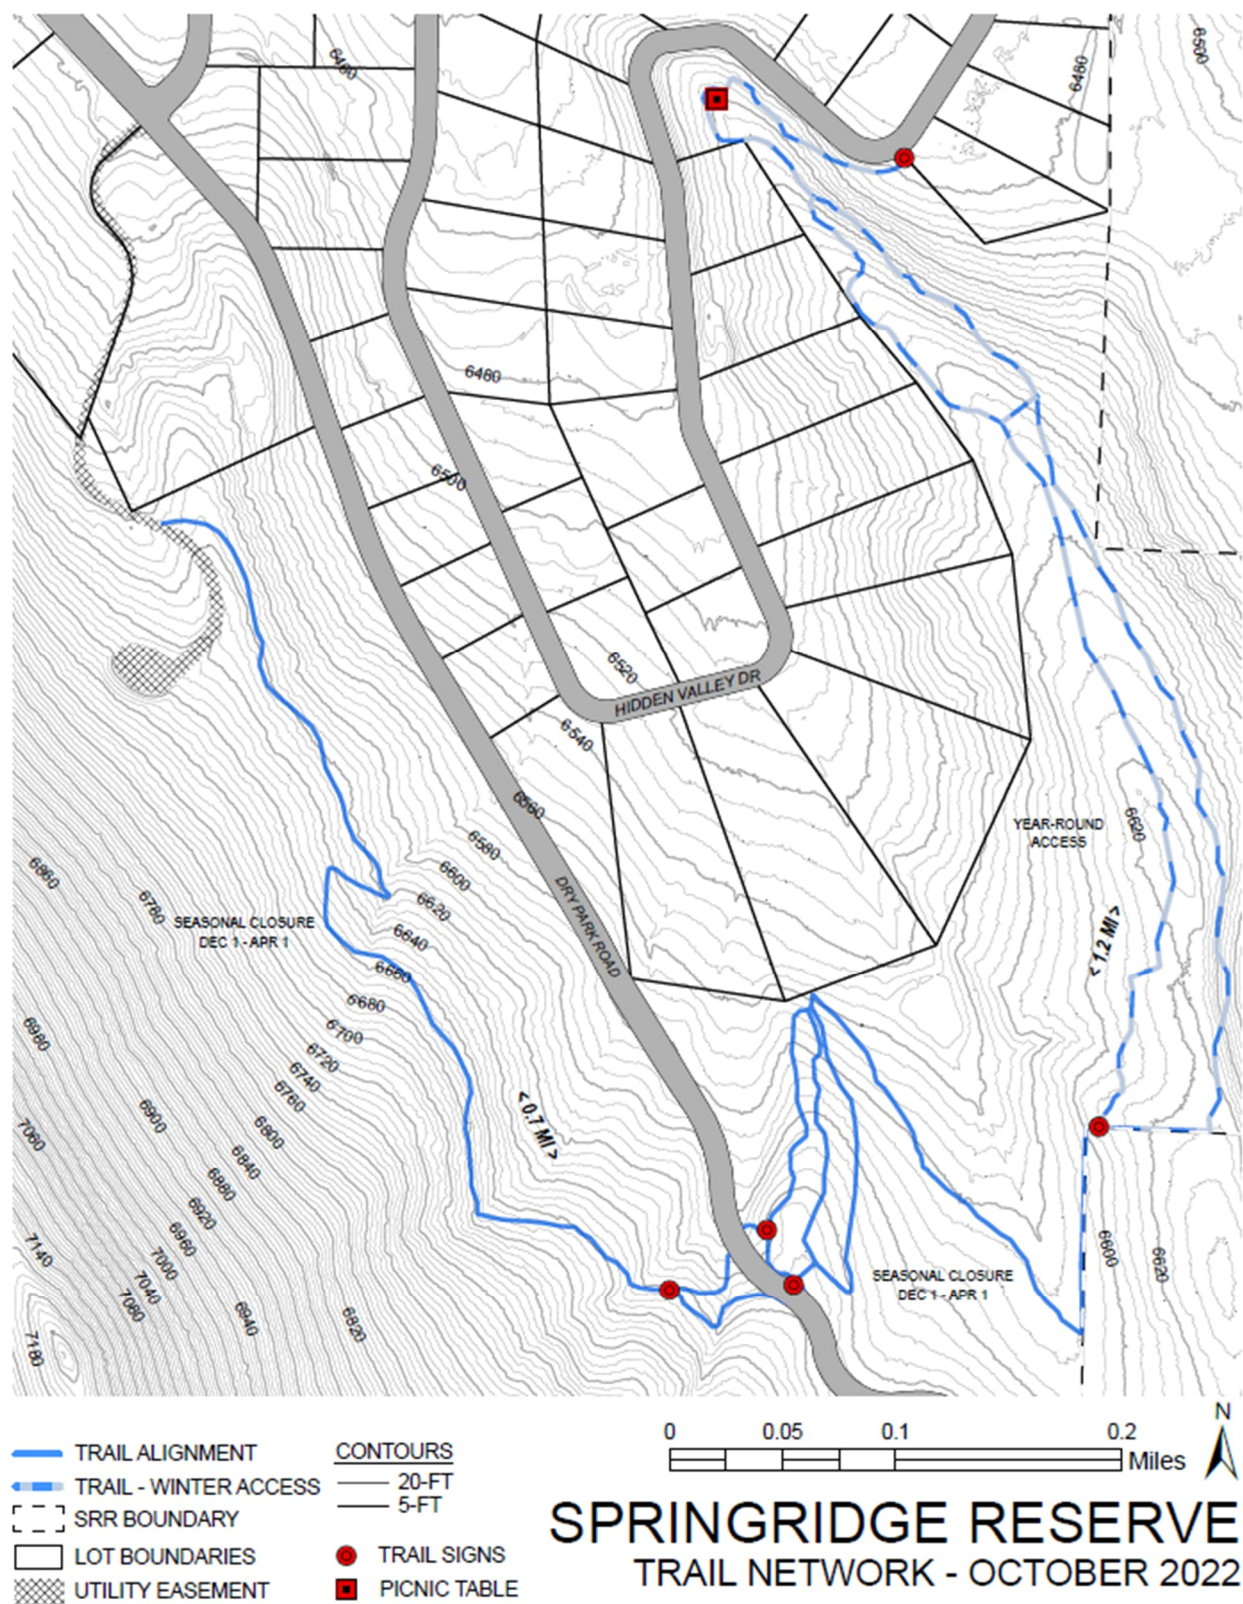 6460
6480
6500
6480
6500
6520
HIDDEN VALLEY DR
6540
6560
6580
6600
6620
6640
6660
6680
6700
6720
6740
6760
6800
6840
6880
6920
6960
7000
7040
7080
6860
6780
SEASONAL CLOSURE
DEC 1 - APR 1
DRY PARK ROAD
YEAR-ROUND
ACCESS
6620
< 1.2 MI >
6980
6900
7060
< 0.7 MI >
7140
6940
6820
7180
SEASONAL CLOSURE
DEC 1 - APR 1
6600
6620
TRAIL ALIGNMENT
TRAIL - WINTER ACCESS
SRR BOUNDARY
LOT BOUNDARIES
UTILITY EASEMENT
CONTOURS
20-FT
5-FT
TRAIL SIGNS
PICNIC TABLE
0 0.05 0.1 0.2
Miles
N
SPRINGRIDGE RESERVE
TRAIL NETWORK - OCTOBER 2022